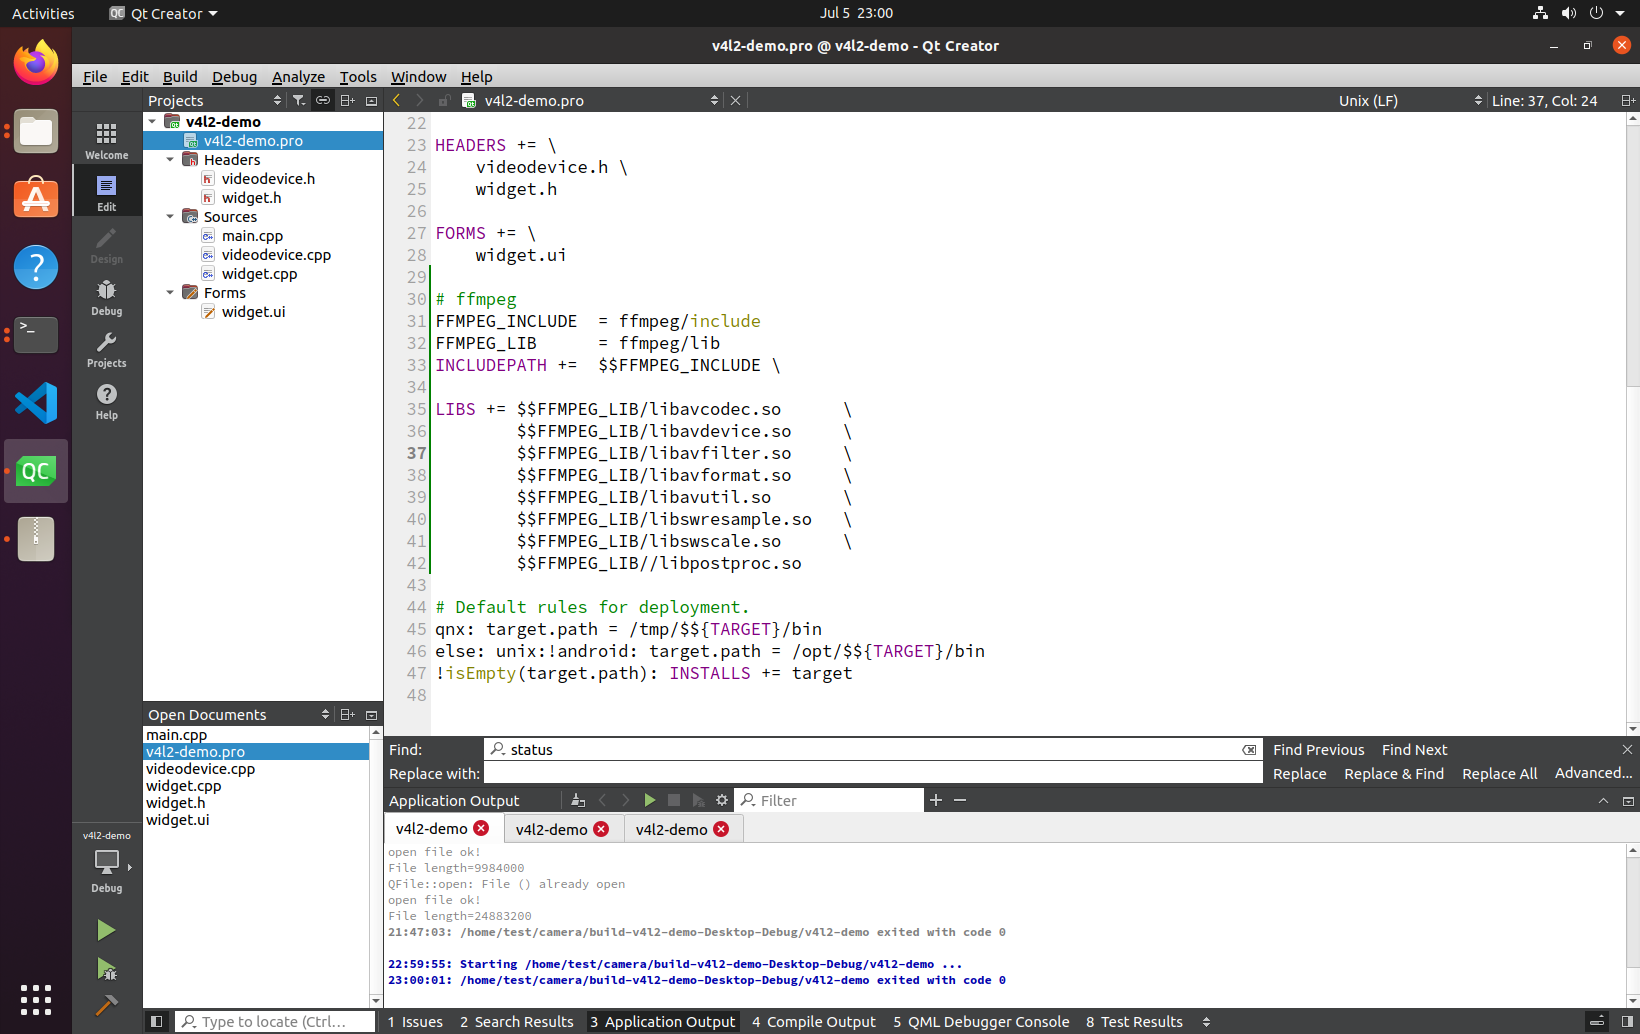 Activities
Qt Creator
Jul 5 23:00
v4l2-demo.pro @ v4l2-demo - Qt Creator
File Edit Build Debug Analyze Tools Window Help
Projects
v4l2-demo.pro
Unix (LF)
Line: 37, Col: 24
Welcome
Edit
Design
Debug
Projects
Help
v4l2-demo
v4l2-demo.pro
Headers
videodevice.h
widget.h
Sources
main.cpp
videodevice.cpp
widget.cpp
Forms
widget.ui
22
23 HEADERS += \
24 videodevice.h \
25 widget.h
26
27 FORMS += \
28 widget.ui
29
30 # ffmpeg
31 FFMPEG_INCLUDE = ffmpeg/include
32 FFMPEG_LIB = ffmpeg/lib
33 INCLUDEPATH += $$FFMPEG_INCLUDE \
34
35 LIBS += $$FFMPEG_LIB/libavcodec.so \
36 $$FFMPEG_LIB/libavdevice.so \
37 $$FFMPEG_LIB/libavfilter.so \
38 $$FFMPEG_LIB/libavformat.so \
39 $$FFMPEG_LIB/libavutil.so \
40 $$FFMPEG_LIB/libswresample.so \
41 $$FFMPEG_LIB/libswscale.so \
42 $$FFMPEG_LIB//libpostproc.so
43
44 # Default rules for deployment.
45 qnx: target.path = /tmp/$${TARGET}/bin
46 else: unix:!android: target.path = /opt/$${TARGET}/bin
47 !isEmpty(target.path): INSTALLS += target
48
Open Documents
main.cpp
v4l2-demo.pro
videodevice.cpp
widget.cpp
widget.h
widget.ui
v4l2-demo
Debug
Find: status
Find Previous Find Next
Replace with:
Replace Replace & Find Replace All Advanced...
Application Output
Filter
v4l2-demo v4l2-demo v4l2-demo
open file ok!
File length=9984000
QFile::open: File () already open
open file ok!
File length=24883200
21:47:03: /home/test/camera/build-v4l2-demo-Desktop-Debug/v4l2-demo exited with code 0
22:59:55: Starting /home/test/camera/build-v4l2-demo-Desktop-Debug/v4l2-demo ...
23:00:01: /home/test/camera/build-v4l2-demo-Desktop-Debug/v4l2-demo exited with code 0
Type to locate (Ctrl...
1 Issues 2 Search Results 3 Application Output 4 Compile Output 5 QML Debugger Console 8 Test Results